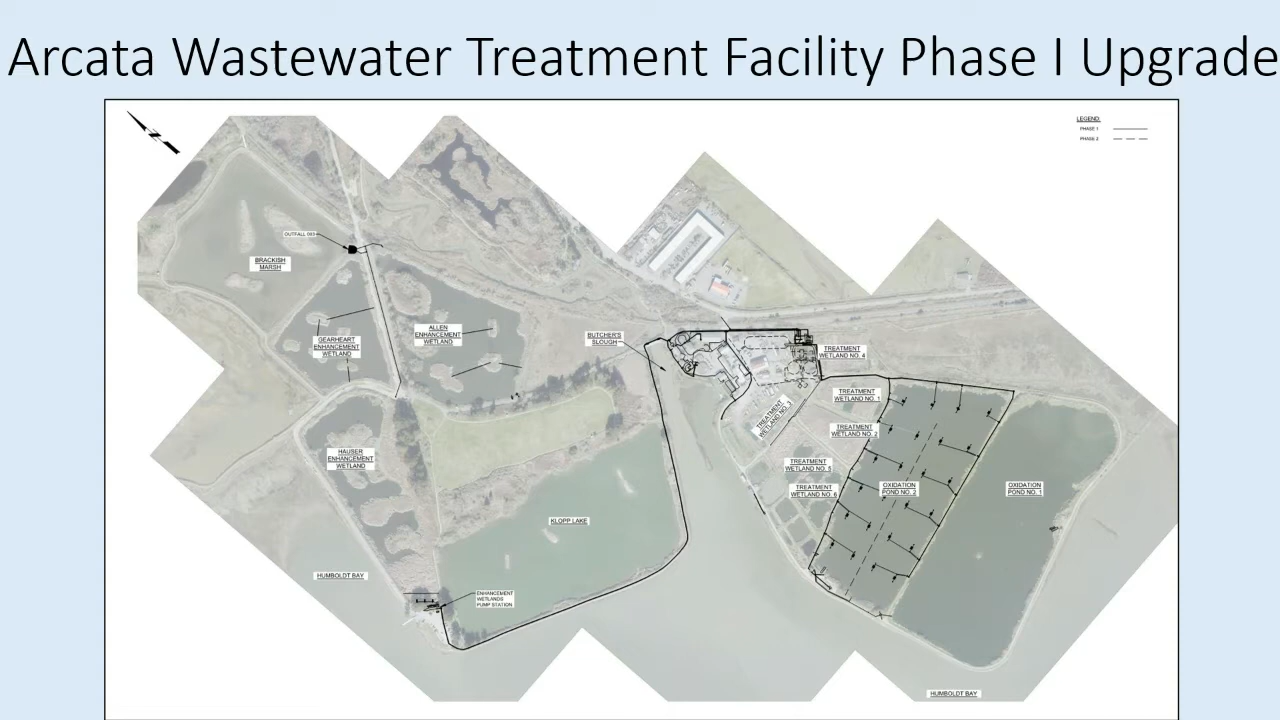 Arcata Wastewater Treatment Facility Phase I Upgrade
LEGEND:
PHASE 1
PHASE 2
OUTFALL 003
BRACKISH
MARSH
GEARHEART
ENHANCEMENT
WETLAND
ALLEN
ENHANCEMENT
WETLAND
BUTCHER'S
SLOUGH
TREATMENT
WETLAND NO. 4
TREATMENT
WETLAND NO. 1
TREATMENT
WETLAND NO. 3
TREATMENT
WETLAND NO. 2
HAUSER
ENHANCEMENT
WETLAND
TREATMENT
WETLAND NO. 5
TREATMENT
WETLAND NO. 6
OXIDATION
POND NO. 2
OXIDATION
POND NO. 1
KLOPP LAKE
HUMBOLDT BAY
ENHANCEMENT
WETLANDS
PUMP STATION
HUMBOLDT BAY